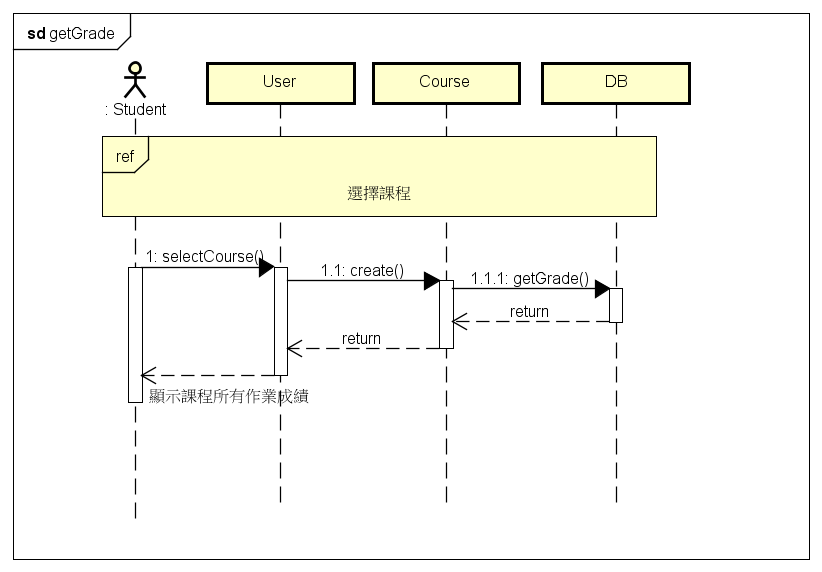 sd getGrade
: Student
User
Course
DB
ref
選擇課程
1: selectCourse()
1.1: create()
1.1.1: getGrade()
return
return
顯示課程所有作業成績